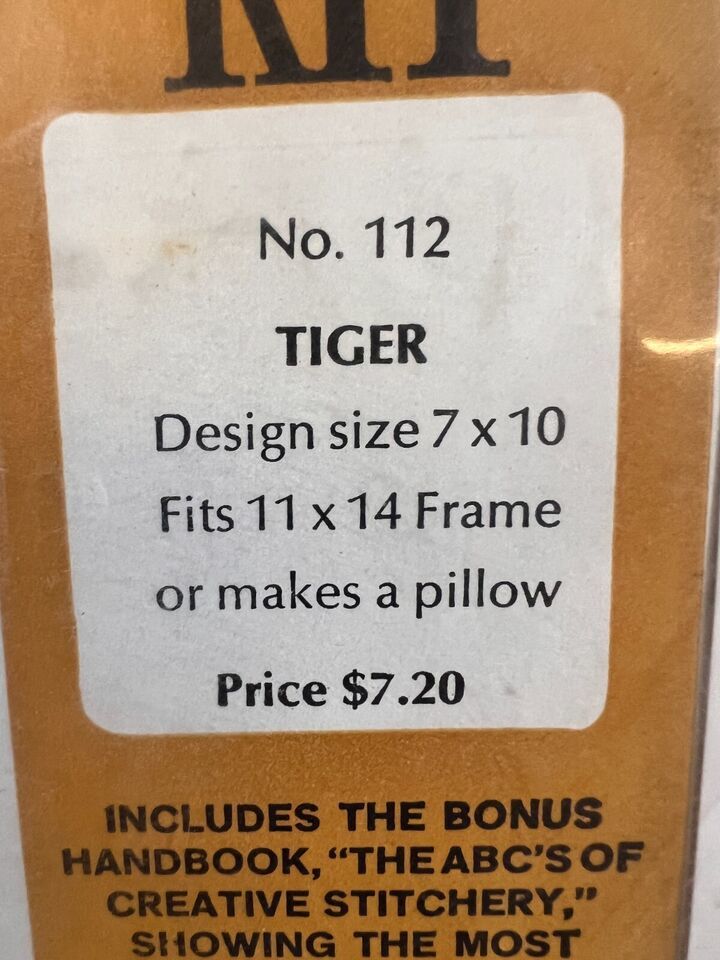 KIT
No. 112
TIGER
Design size 7 x 10
Fits 11 x 14 Frame
or makes a pillow
Price $7.20
INCLUDES THE BONUS
HANDBOOK, “THE ABC'S OF
CREATIVE STITCHERY,”
SHOWING THE MOST